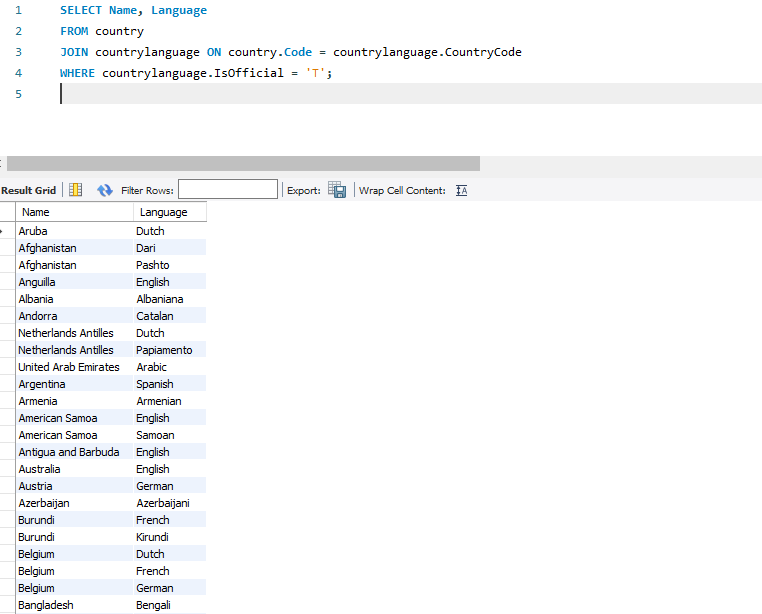 1 SELECT Name, Language
2 FROM country
3 JOIN countrylanguage ON country.Code = countrylanguage.CountryCode
4 WHERE countrylanguage.IsOfficial = 'T';
5
Result Grid Filter Rows: Export: Wrap Cell Content:
Name Language
Aruba Dutch
Afghanistan Dari
Afghanistan Pashto
Anguilla English
Albania Albaniana
Andorra Catalan
Netherlands Antilles Dutch
Netherlands Antilles Papiamento
United Arab Emirates Arabic
Argentina Spanish
Armenia Armenian
American Samoa English
American Samoa Samoan
Antigua and Barbuda English
Australia English
Austria German
Azerbaijan Azerbaijani
Burundi French
Burundi Kirundi
Belgium Dutch
Belgium French
Belgium German
Bangladesh Bengali